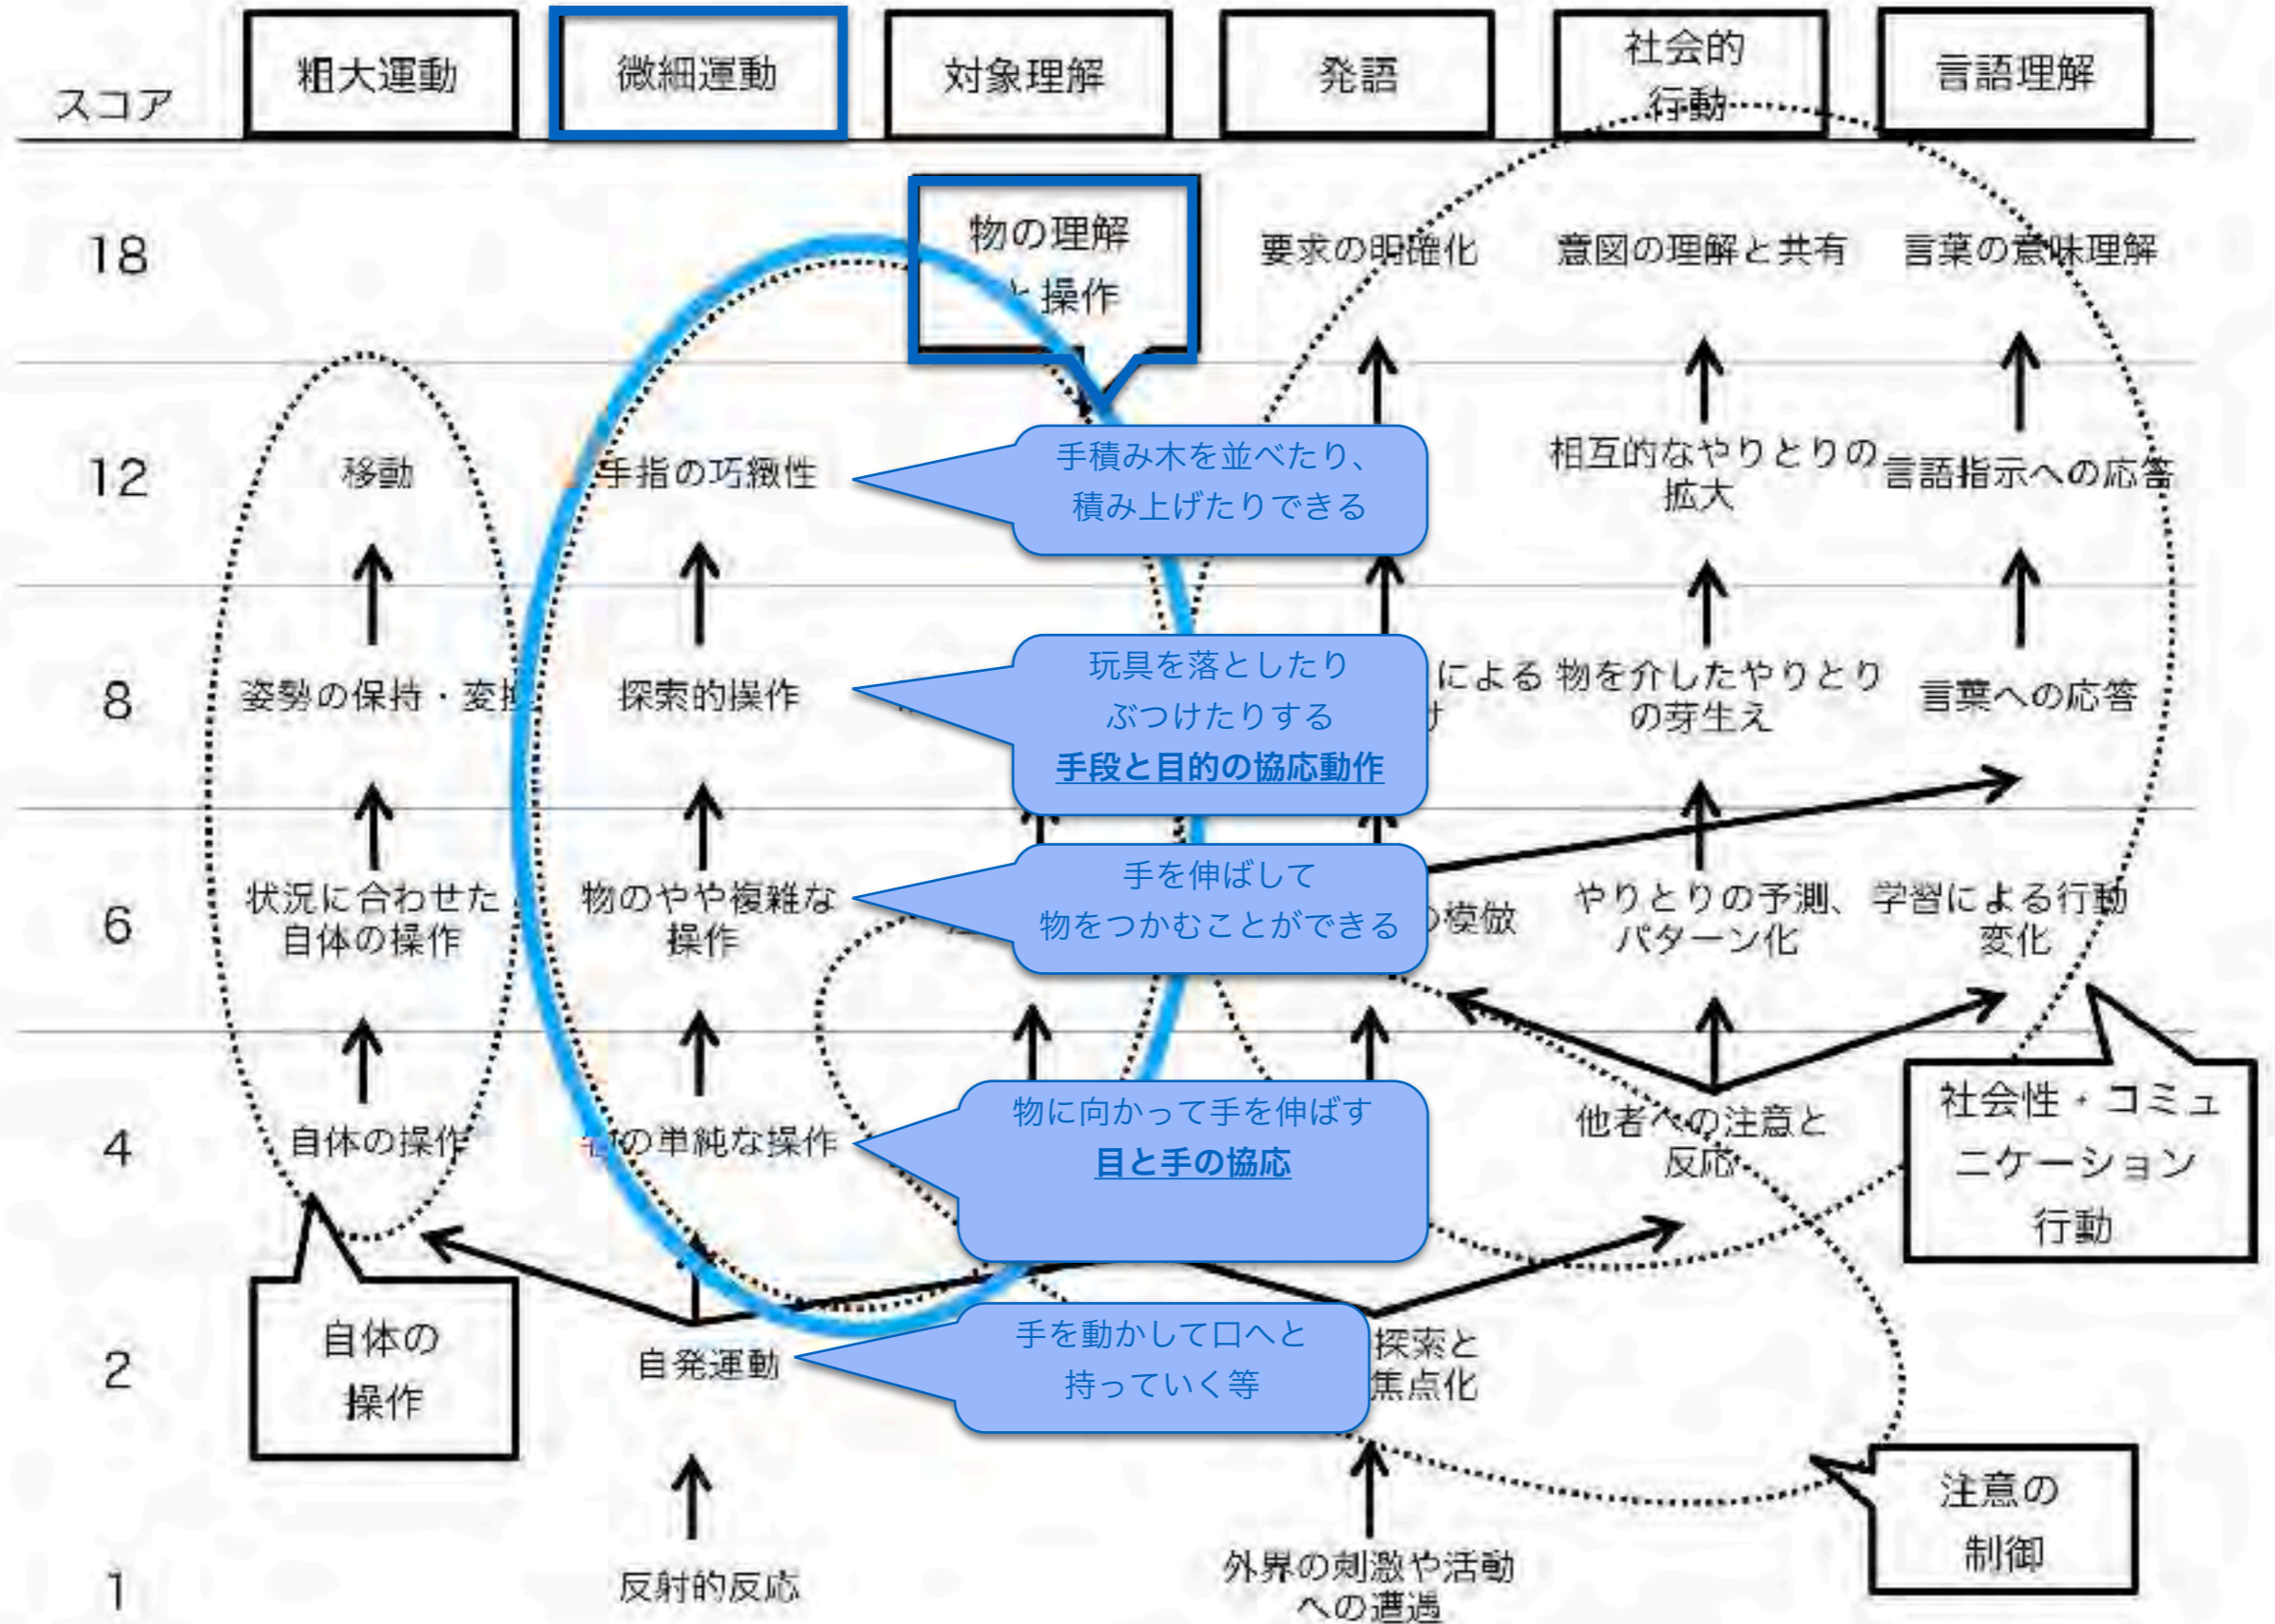 スコア
粗大運動
微細運動
対象理解
発語
社会的
行動
言語理解
18
物の理解
と操作
要求の明確化
意図の理解と共有
言葉の意味理解
12
移動
手指の巧緻性
手積み木を並べたり、
積み上げたりできる
相互的なやりとりの
拡大
言語指示への応答
8
姿勢の保持・変換
探索的操作
玩具を落としたり
ぶつけたりする
手段と目的の協応動作
による
物を介したやりとり
の芽生え
言葉への応答
6
状況に合わせた
自体の操作
物のやや複雑な
操作
手を伸ばして
物をつかむことができる
の模倣
やりとりの予測、
パターン化
学習による行動
変化
4
自体の操作
物の単純な操作
物に向かって手を伸ばす
目と手の協応
他者への注意と
反応
社会性・コミュ
ニケーション
行動
2
自体の
操作
自発運動
手を動かして口へと
持っていく等
探索と
焦点化
注意の
制御
1
反射的反応
外界の刺激や活動
への遭遇